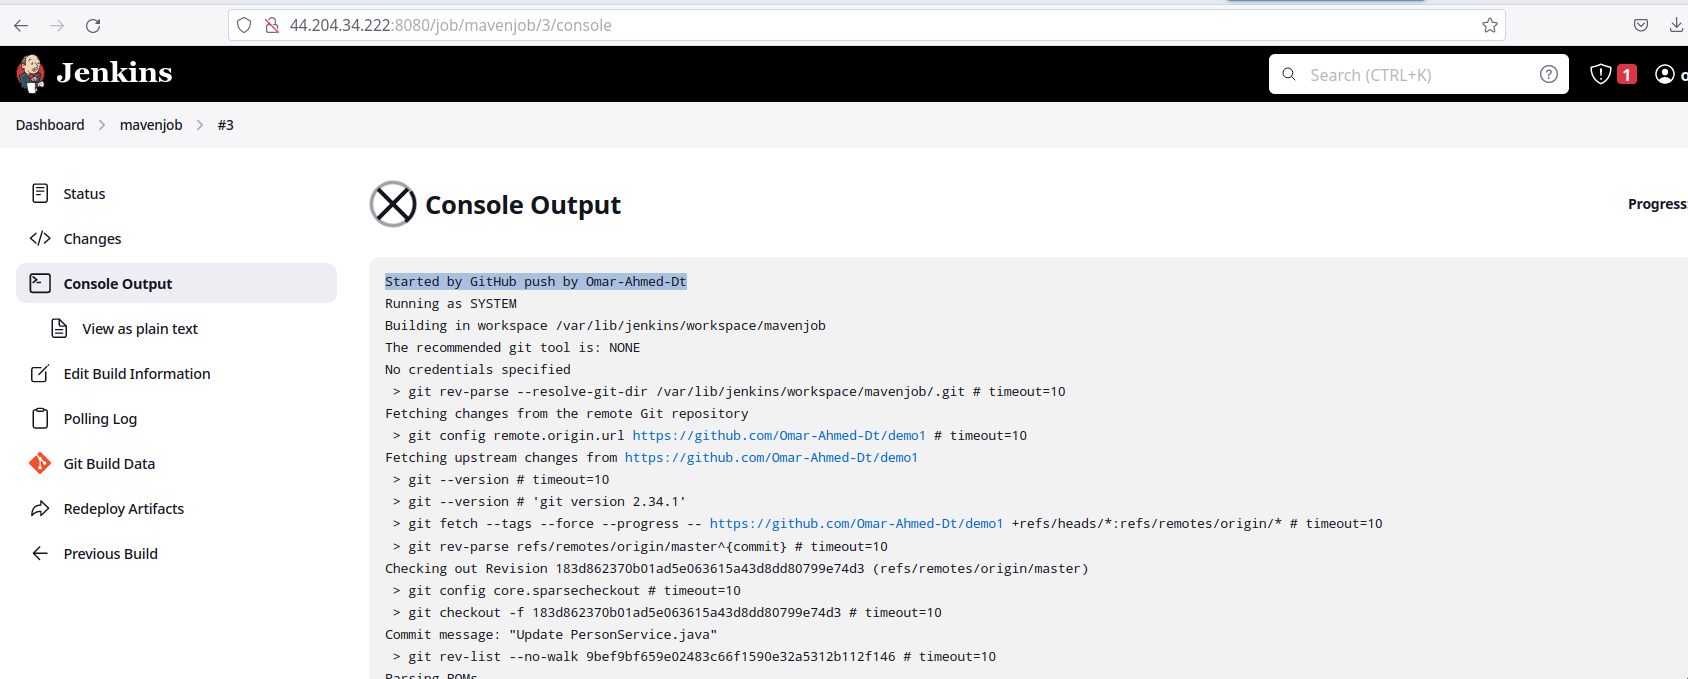 44.204.34.222:8080/job/mavenjob/3/console
Jenkins
Search (CTRL+K)
?
1
Dashboard
mavenjob
#3
Status
Changes
Console Output
View as plain text
Edit Build Information
Polling Log
Git Build Data
Redeploy Artifacts
Previous Build
Console Output
Progress:
Started by GitHub push by Omar-Ahmed-Dt
Running as SYSTEM
Building in workspace /var/lib/jenkins/workspace/mavenjob
The recommended git tool is: NONE
No credentials specified
> git rev-parse --resolve-git-dir /var/lib/jenkins/workspace/mavenjob/.git # timeout=10
Fetching changes from the remote Git repository
> git config remote.origin.url https://github.com/Omar-Ahmed-Dt/demo1 # timeout=10
Fetching upstream changes from https://github.com/Omar-Ahmed-Dt/demo1
> git --version # timeout=10
> git --version # 'git version 2.34.1'
> git fetch --tags --force --progress -- https://github.com/Omar-Ahmed-Dt/demo1 +refs/heads/*:refs/remotes/origin/* # timeout=10
> git rev-parse refs/remotes/origin/master^{commit} # timeout=10
Checking out Revision 183d862370b01ad5e063615a43d8dd80799e74d3 (refs/remotes/origin/master)
> git config core.sparsecheckout # timeout=10
> git checkout -f 183d862370b01ad5e063615a43d8dd80799e74d3 # timeout=10
Commit message: "Update PersonService.java"
> git rev-list --no-walk 9bef9bf659e02483c66f1590e32a5312b112f146 # timeout=10
Parsing POMs